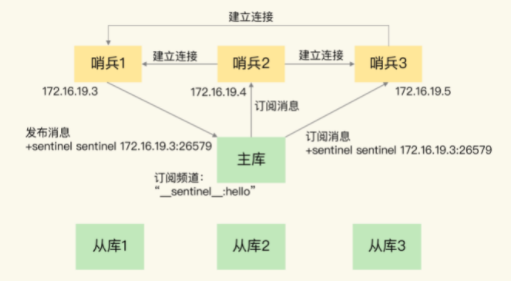 建立连接
哨兵1
建立连接
哨兵2
建立连接
哨兵3
172.16.19.3
172.16.19.4
172.16.19.5
订阅消息
发布消息
+sentinel sentinel 172.16.19.3:26579
订阅消息
+sentinel sentinel 172.16.19.3:26579
主库
订阅频道：
“__sentinel__:hello”
从库1
从库2
从库3